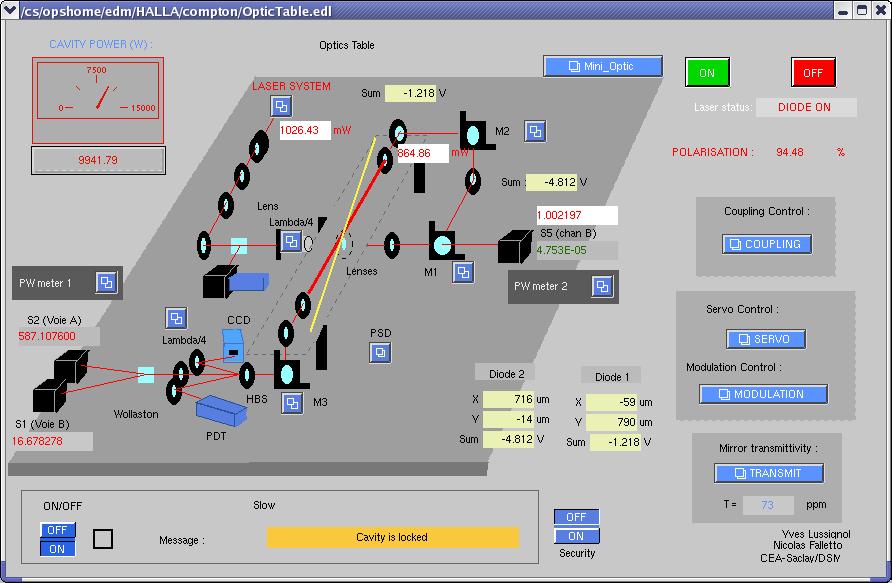 /cs/opshome/edm/HALLA/compton/OpticTable.edl
CAVITY POWER (W) :
7500
0
15000
9941.79
Optics Table
LASER SYSTEM
1026.43 mW
Sum -1.218 V
Mini_Optic
ON
OFF
Laser status: DIODE ON
M2
864.86 mW
POLARISATION : 94.48 %
Sum : -4.812 V
Lens
Lambda/4
Coupling Control :
COUPLING
1.002197
S5 (chan B)
4.753E-05
Lenses
M1
PW meter 1
PW meter 2
S2 (Voie A)
587.107600
CCD
Lambda/4
PSD
Servo Control :
SERVO
Modulation Control :
MODULATION
HBS
M3
Wollaston
PDT
S1 (Voie B)
16.678278
Diode 2
X 716 um
Y -14 um
Sum -4.812 V
Diode 1
X -59 um
Y 790 um
Sum -1.218 V
Mirror transmittivity :
TRANSMIT
T = 73 ppm
ON/OFF
OFF
ON
Slow
Message : Cavity is locked
OFF
ON
Security
Yves Lussignol
Nicolas Falletto
CEA-Saclay/DSM